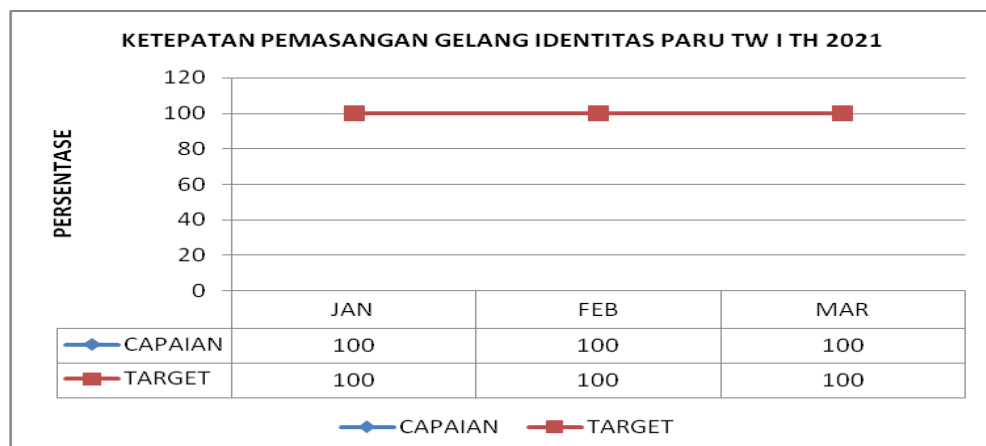 KETEPATAN PEMASANGAN GELANG IDENTITAS PARU TW I TH 2021
PERSENTASE
120
100
80
60
40
20
0
JAN FEB MAR
CAPAIAN 100 100 100
TARGET 100 100 100
CAPAIAN TARGET